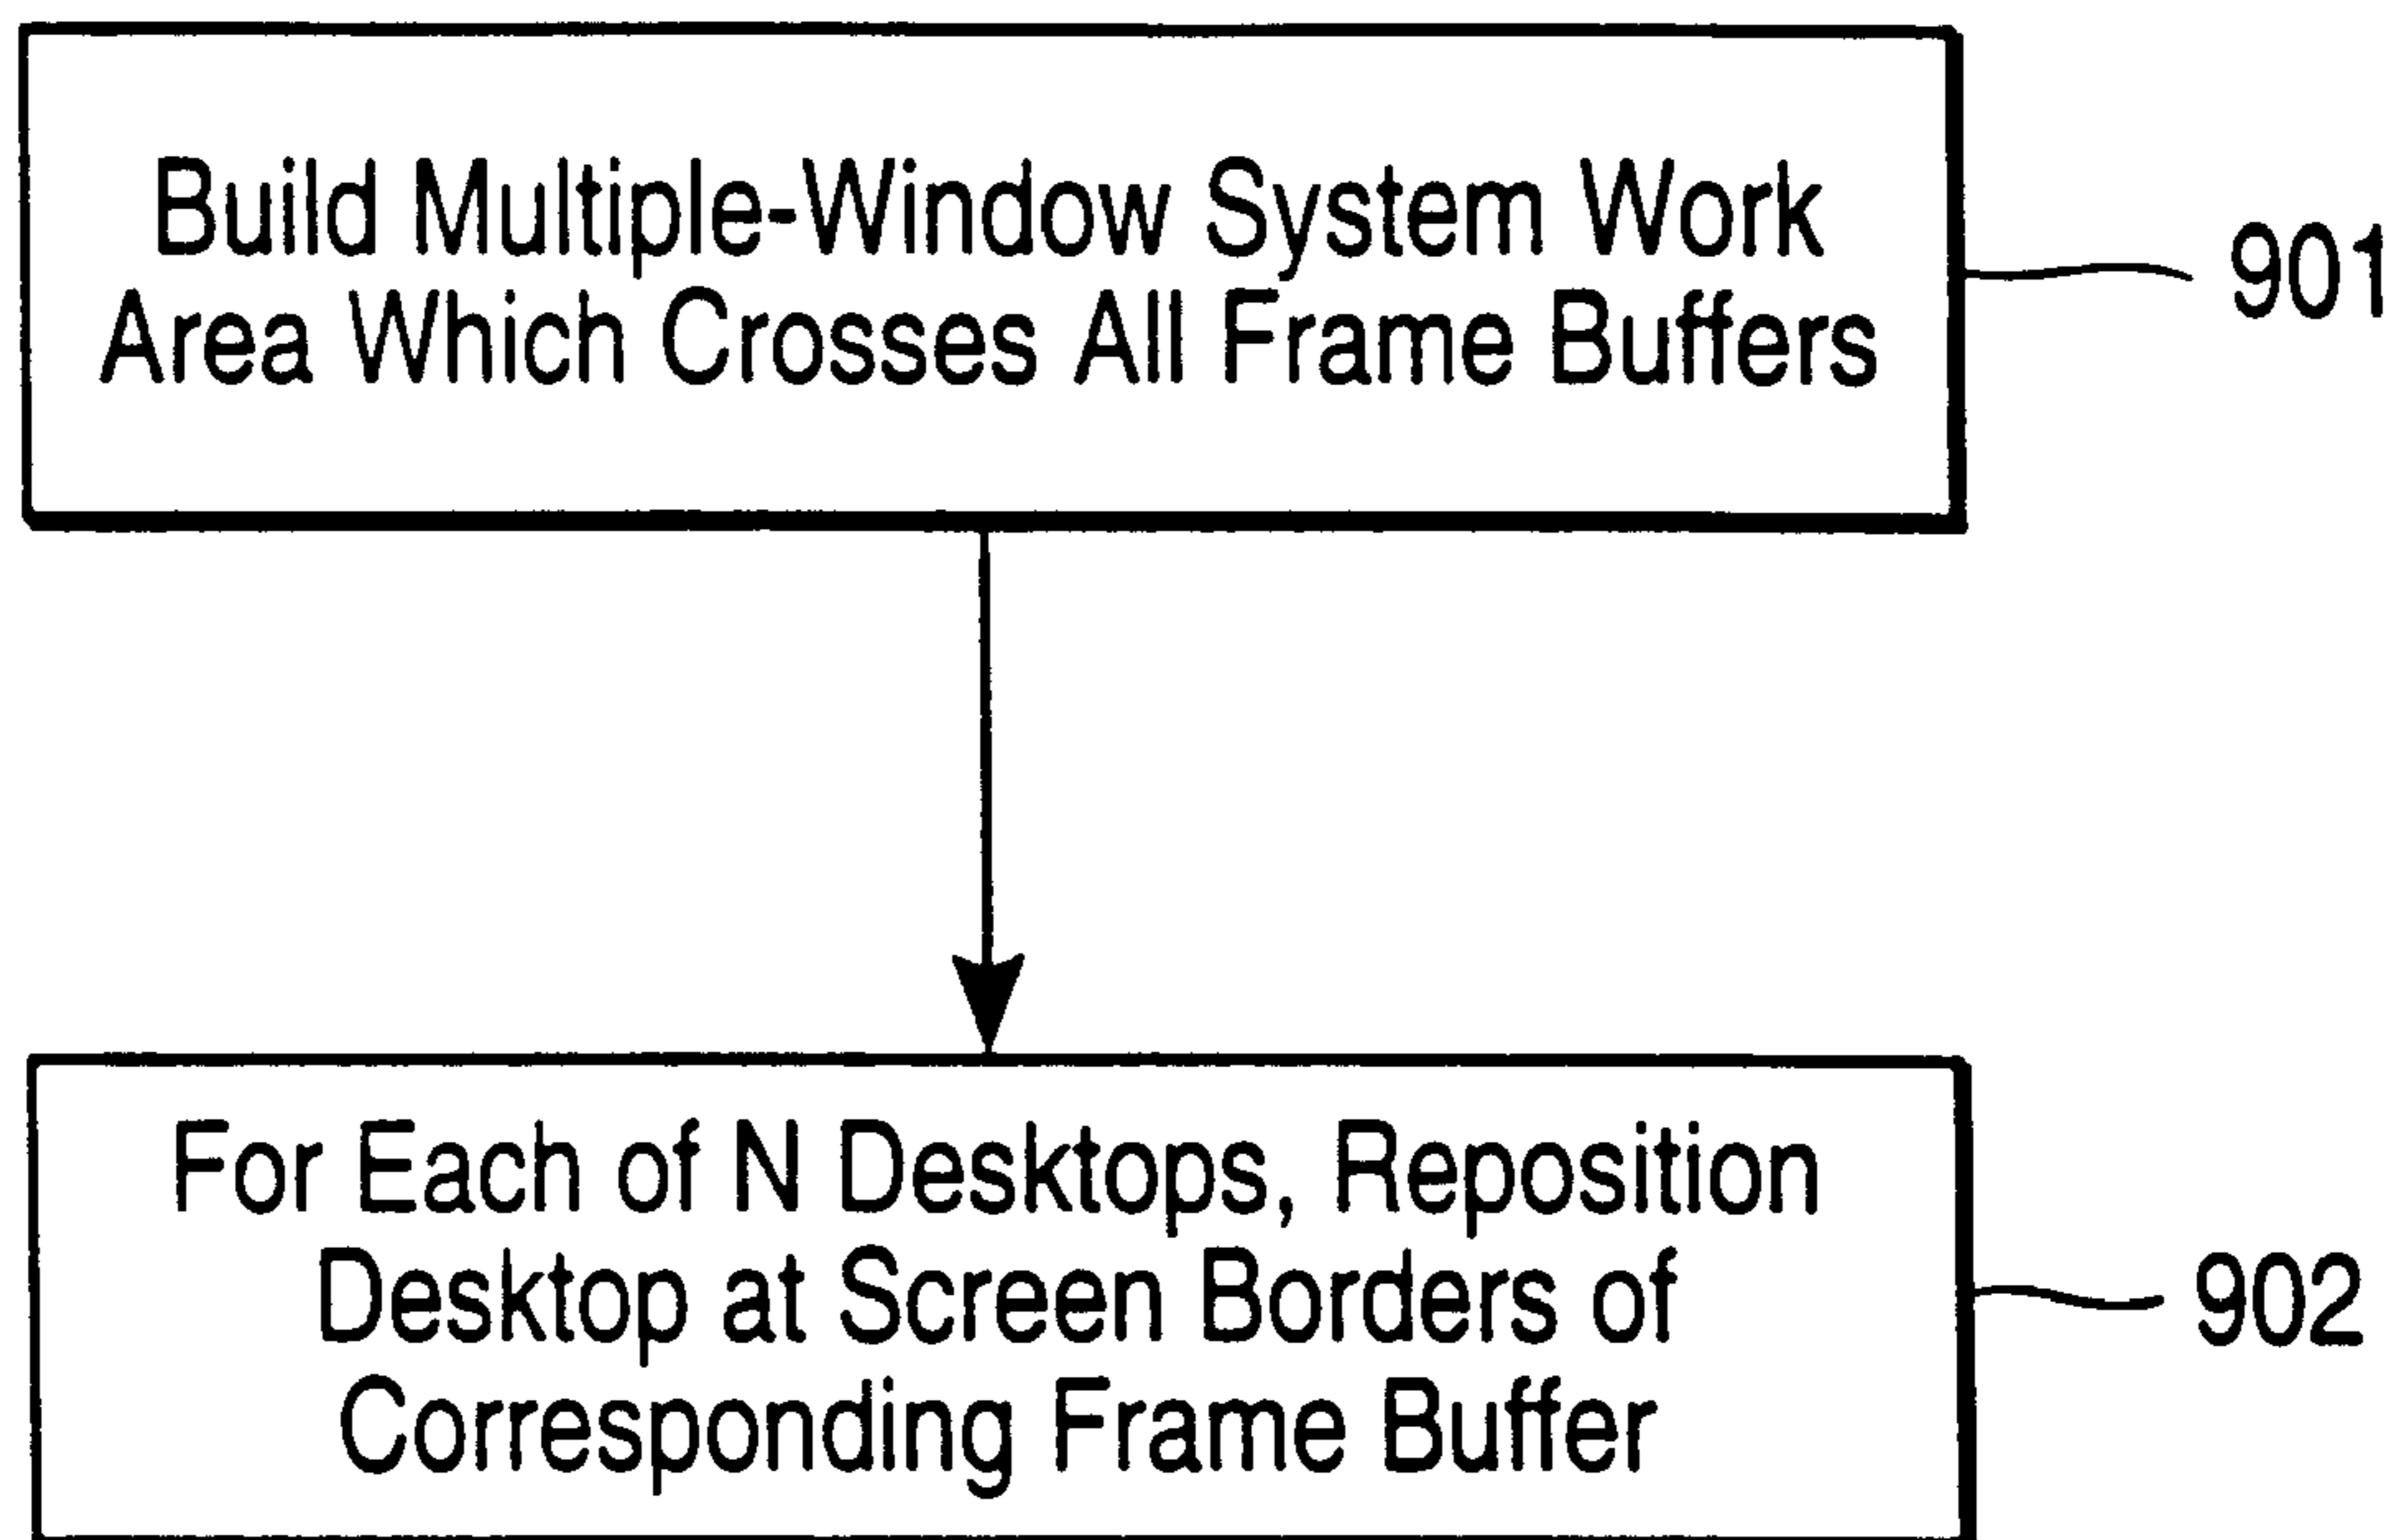 Build Multiple-Window System Work
Area Which Crosses All Frame Buffers
901
For Each of N Desktops, Reposition
Desktop at Screen Borders of
Corresponding Frame Buffer
902